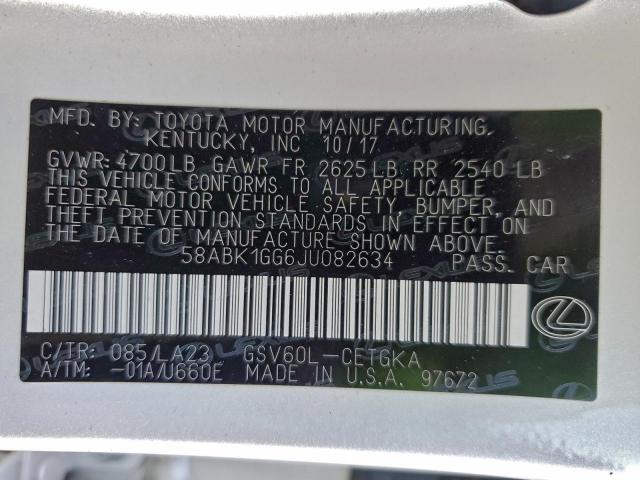 MFD. BY: TOYOTA MOTOR MANUFACTURING,
KENTUCKY, INC 10/17
GVWR: 4700LB GAWR FR 2625LB RR 2540LB
THIS VEHICLE CONFORMS TO ALL APPLICABLE
FEDERAL MOTOR VEHICLE SAFETY BUMPER, AND
THEFT PREVENTION STANDARDS IN EFFECT ON
THE DATE OF MANUFACTURE SHOWN ABOVE.
58ABK1GG6JU082634 PASS. CAR
C/TR: 085/LA23 GSV60L-CETGKA
A/TM: -01A/U660E MADE IN U.S.A. 97672